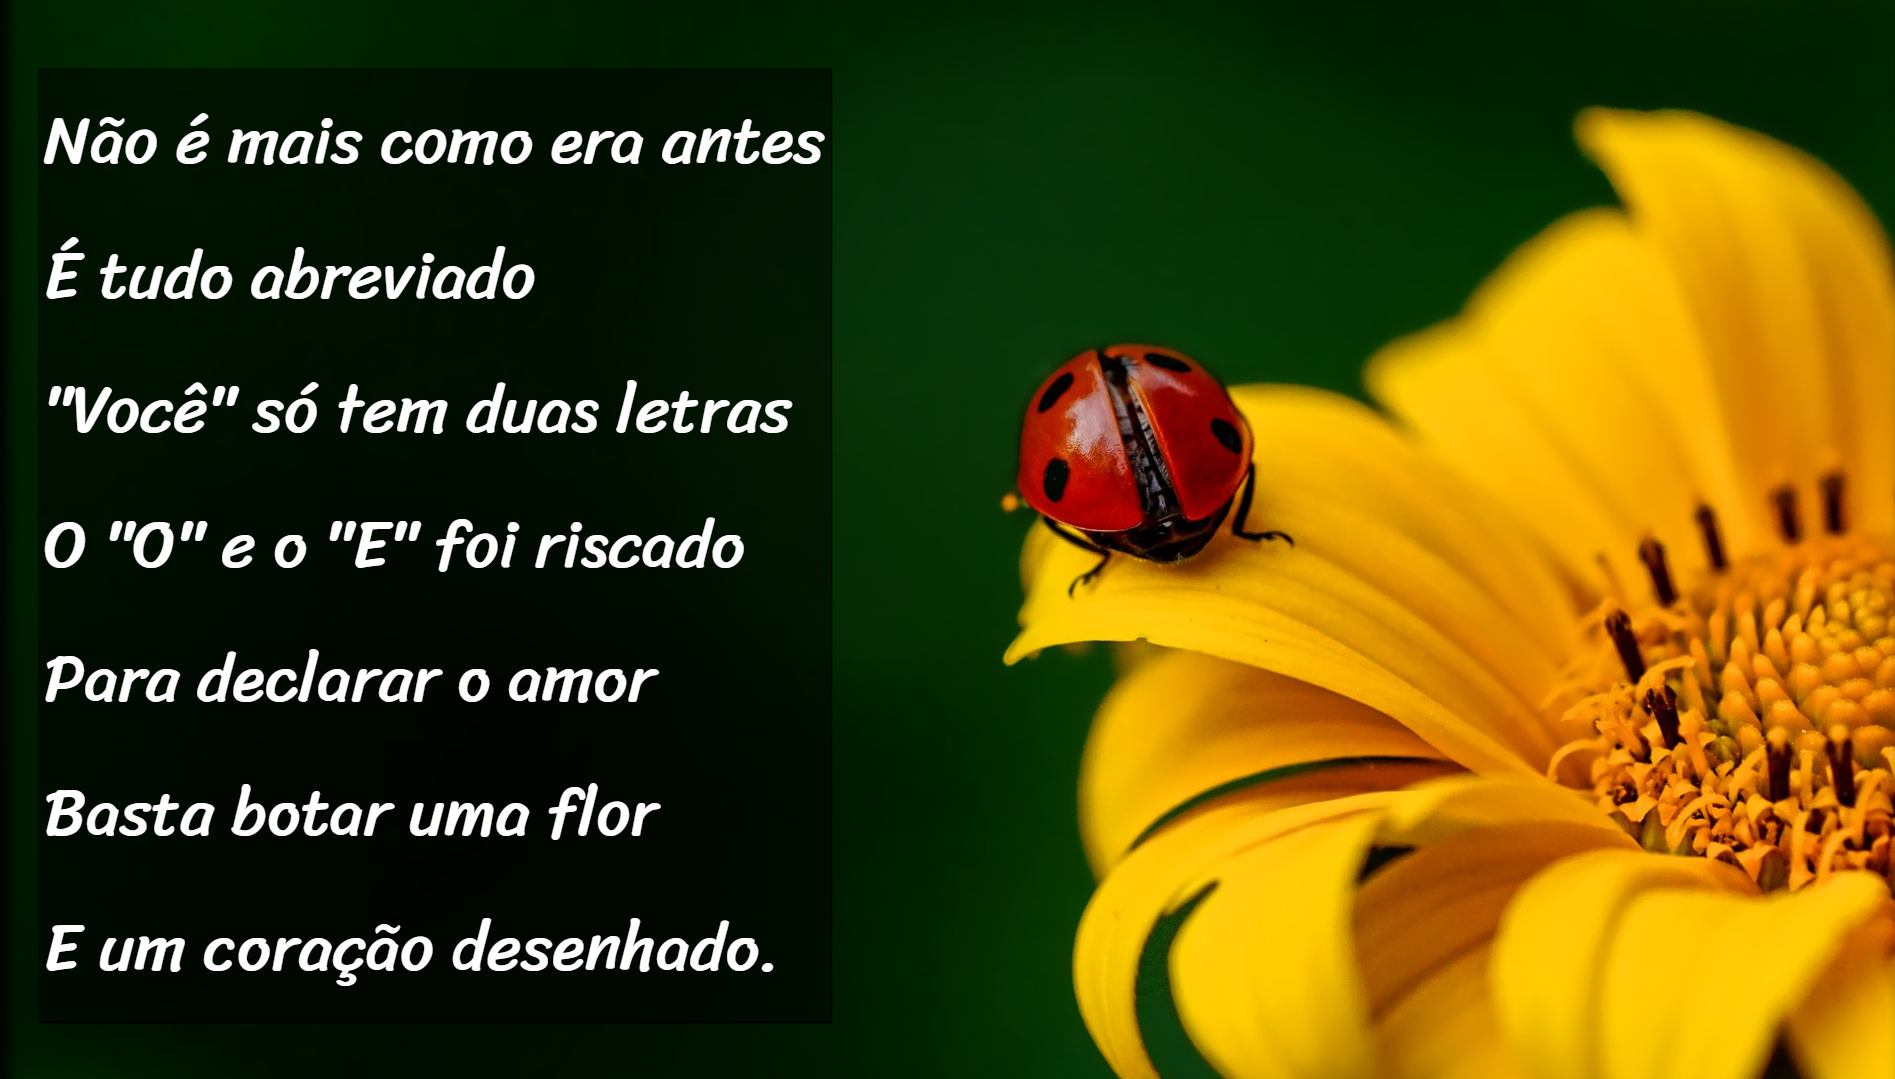 Não é mais como era antes
É tudo abreviado
"Você" só tem duas letras
O "O" e o "E" foi riscado
Para declarar o amor
Basta botar uma flor
E um coração desenhado.